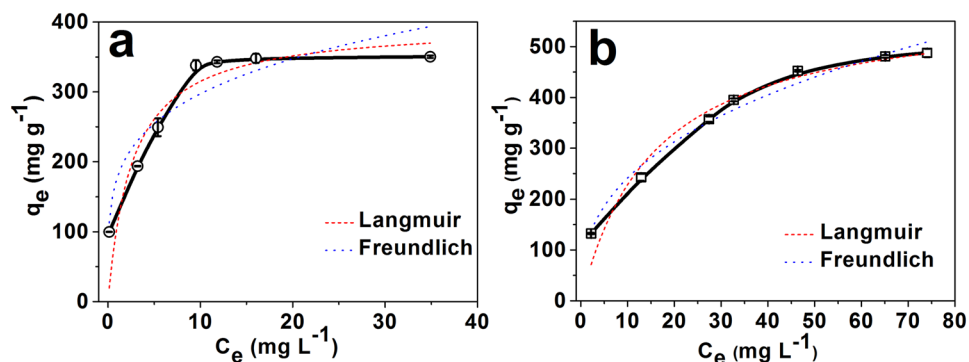 a
400
300
200
100
0
qe (mg g-1)
Langmuir
Freundlich
0 10 20 30 40
Ce (mg L-1)
b
500
400
300
200
100
0
qe (mg g-1)
Langmuir
Freundlich
0 10 20 30 40 50 60 70 80
Ce (mg L-1)